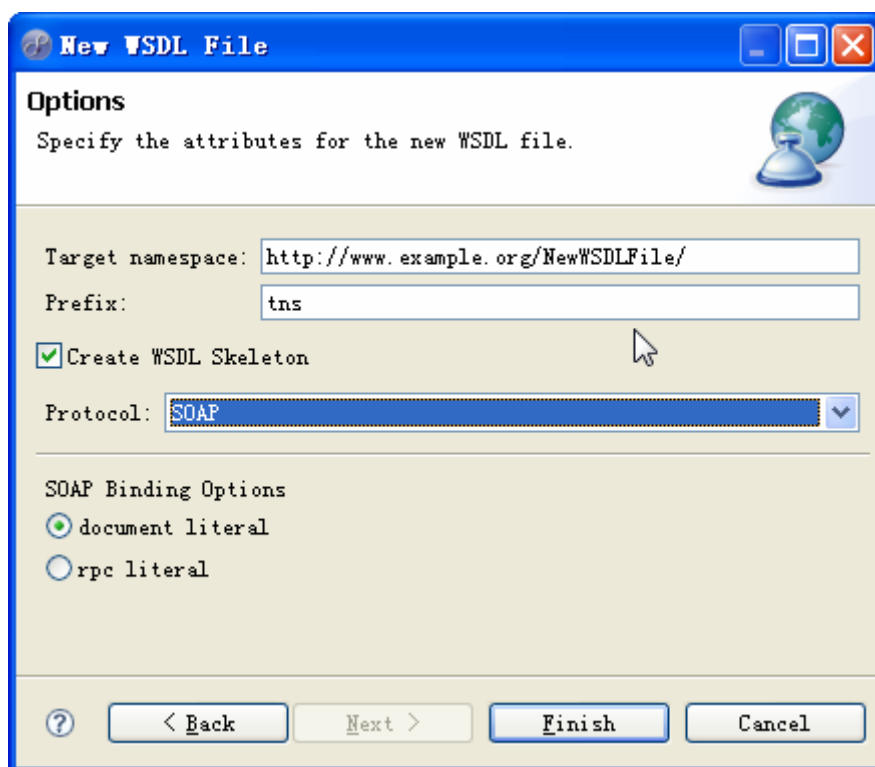 New WSDL File
Options
Specify the attributes for the new WSDL file.
Target namespace: http://www.example.org/NewWSDLFile/
Prefix: tns
Create WSDL Skeleton
Protocol: SOAP
SOAP Binding Options
document literal
rpc literal
? < Back Next > Finish Cancel